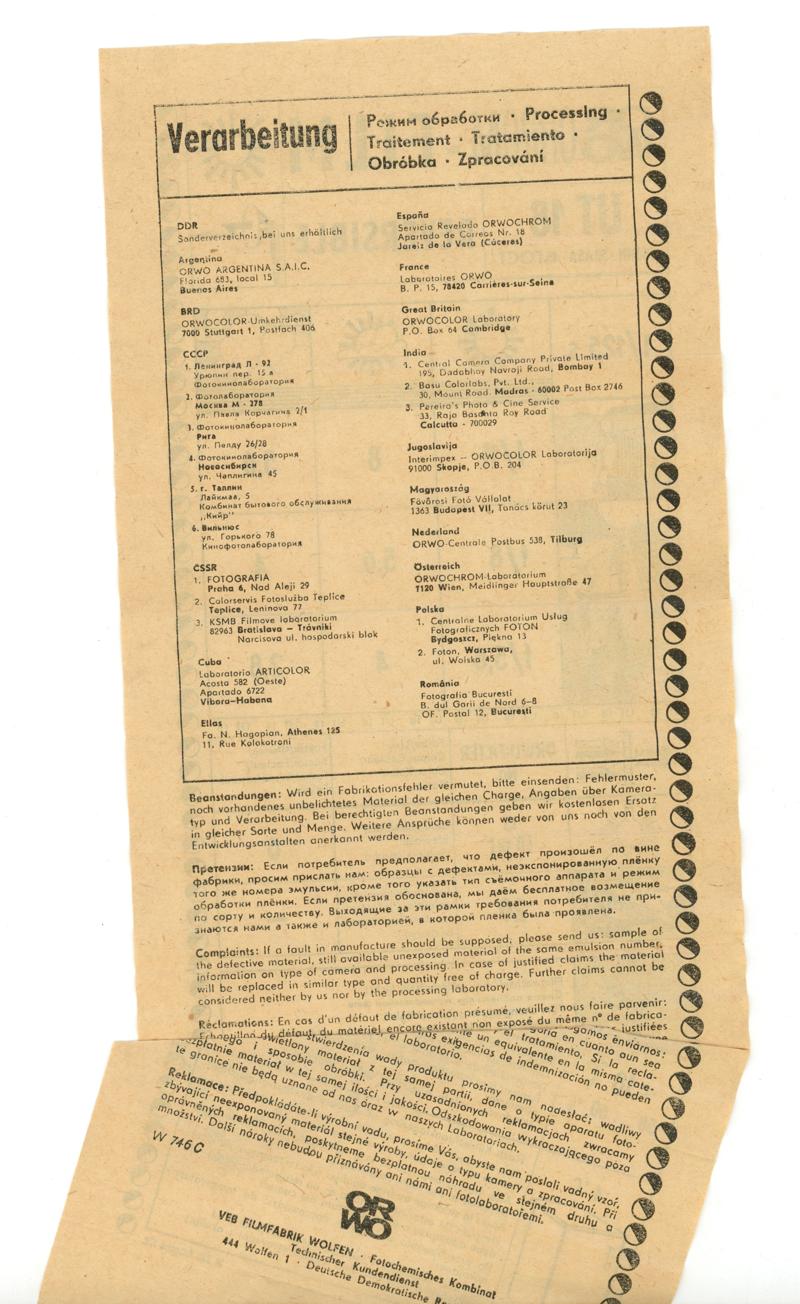 Verarbeitung
Режим обработки · Processing ·
Traitement · Tratamiento ·
Obróbka · Zpracování
DDR
Sonderverzeichnis, bei uns erhältlich
Argentina
ORWO ARGENTINA S.A.I.C.
Florida 683, local 15
Buenos Aires
BRD
ORWOCOLOR-Umkehrdienst
7000 Stuttgart 1, Postfach 406
СССР
1. Ленинград Л - 92
Урюпин пер. 15 а
Фотокинолаборатория
2. Фотолаборатория
Москва М - 278
ул. Павла Корчагина 2/1
3. Фотокинолаборатория
Рига
ул. Пелду 26/28
4. Фотокинолаборатория
Новосибирск
ул. Чаплигина 45
5. г. Таллин
Лайкмаа, 5
Комбинат бытового обслуживания
„Кийр"
6. Вильнюс
ул. Горького 78
Кинофотолаборатория
ČSSR
1. FOTOGRAFIA
Praha 6, Nad Aleji 29
2. Colorservis Fotoslužba Teplice
Teplice, Leninova 77
3. KSMB Filmove laboratorium
82963 Bratislava – Trávniki
Narcisova ul. hospodarski blok
Cuba
Laboratorio ARTICOLOR
Acosta 582 (Oeste)
Apartado 6722
Vibora-Habana
Ellas
Fa. N. Hagopian, Athenes 125
11, Rue Kolokotroni
España
Servicio Revelado ORWOCHROM
Apartado de Correos Nr. 18
Jaraiz de la Vera (Cáceres)
France
Laboratoires ORWO
B. P. 15, 78420 Carrières-sur-Seine
Great Britain
ORWOCOLOR Laboratory
P.O. Box 64 Cambridge
India
1. Central Camera Company Private Limited
195, Dadabhoy Navroji Road, Bombay 1
2. Basu Colorlabs, Pvt. Ltd.,
30, Mount Road. Madras - 60002 Post Box 2746
3. Pereira's Photo & Cine Service
33, Raja Basanta Roy Road
Calcutta - 700029
Jugoslavija
Interimpex – ORWOCOLOR Laboratorija
91000 Skopje, P.O.B. 204
Magyarország
Fövőrosi Fotó Vállalat
1363 Budapest VII, Tanács körut 23
Nederland
ORWO-Centrale Postbus 538, Tilburg
Österreich
ORWOCHROM-Laboratorium
1120 Wien, Meidlinger Hauptstraße 47
Polska
1. Centralne Laboratorium Usług
Fotograficznych FOTON
Bydgoszcz, Piękna 13
2. Foton, Warszawa,
ul. Wolska 45
România
Fotografia Bucuresti
B. dul Garii de Nord 6–8
OF. Postal 12, Bucureşti
Beanstandungen: Wird ein Fabrikationsfehler vermutet, bitte einsenden: Fehlermuster,
noch vorhandenes unbelichtetes Material der gleichen Charge, Angaben über Kamera-
typ und Verarbeitung. Bei berechtigten Beanstandungen geben wir kostenlosen Ersatz
in gleicher Sorte und Menge. Weitere Ansprüche können weder von uns noch von den
Entwicklungsanstalten anerkannt werden.
Претензии: Если потребитель предполагает, что дефект произошёл по вине
фабрики, просим прислать нам: образцы с дефектами, неэкспонированную плёнку
того же номера эмульсии, кроме того указать тип съёмочного аппарата и режим
обработки плёнки. Если претензия обоснована, мы даём бесплатное возмещение
по сорту и количеству. Выходящие за эти рамки требования потребителя не при-
знаются нами а также и лабораторией, в которой пленка была проявлена.
Complaints: If a fault in manufacture should be supposed, please send us: sample of
the defective material, still available unexposed material of the same emulsion number,
information on type of camera and processing. In case of justified claims the material
will be replaced in similar type and quantity free of charge. Further claims cannot be
considered neither by us nor by the processing laboratory.
Réclamations: En cas d'un défaut de fabrication présumé, veuillez nous faire parvenir:
Echantillon du défaut, du matériel encore existant non exposé du même n° de fabrica-
justifiées
gamos enviarnos:
en cuanto aun sea
el tratamiento. Si la recla-
un equivalente en la misma cate-
exigencias de indemnización no pueden
el laboratorio.
stwierdzenia wady produktu prosimy nam nadesłać: wadliwy
świetlony materiał z tej samej partii, dane o typie aparatu foto-
i sposobie obróbki. Przy uzasadnionych reklamacjach zwracamy
zpłatnie materiał w tej samej ilości i jakości. Odszkodowania wykraczającego poza
te granice nie będą uznane od nas oraz w naszych Laboratoriach.
Reklamace: Předpokládáte-li výrobní vadu, prosíme Vás, abyste nam poslali vadný vzor,
zbývající neexponovaný materiál stejné výroby, údaje o typu kamery a zpracování. Při
oprávněných reklamacích, poskytneme bezplatnou náhradu ve stejném druhu a
množství. Další nároky nebudou přiznávány ani námi ani fotolaboratořemi.
W 746 C
ORWO
VEB FILMFABRIK WOLFEN · Fotochemisches Kombinat
Technischer Kundendienst
444 Wolfen 1 · Deutsche Demokratische